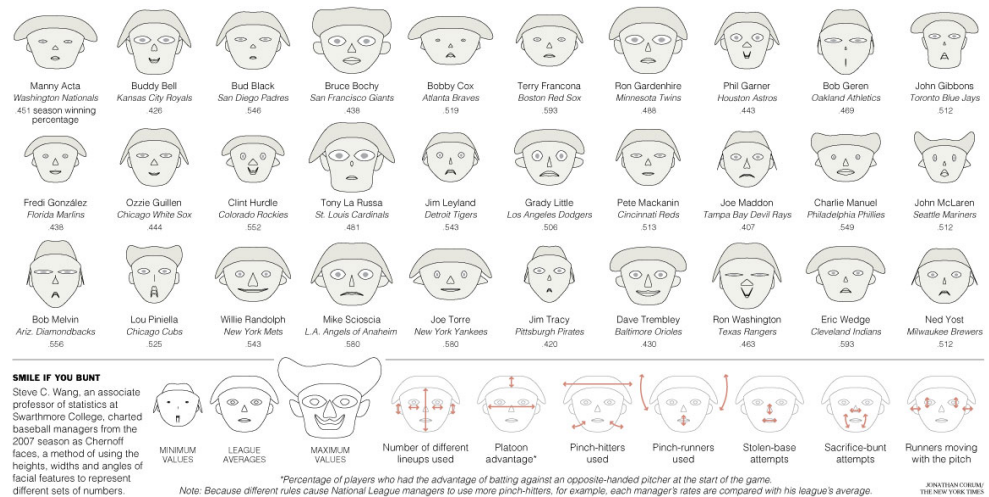 Manny Acta Buddy Bell Bud Black Bruce Bochy Bobby Cox Terry Francona Ron Gardenhire Phil Garner Bob Geren John Gibbons
Washington Nationals Kansas City Royals San Diego Padres San Francisco Giants Atlanta Braves Boston Red Sox Minnesota Twins Houston Astros Oakland Athletics Toronto Blue Jays
.451 season winning percentage .426 .546 .438 .519 .593 .488 .443 .469 .512
Fredi González Ozzie Guillen Clint Hurdle Tony La Russa Jim Leyland Grady Little Pete Mackanin Joe Maddon Charlie Manuel John McLaren
Florida Marlins Chicago White Sox Colorado Rockies St. Louis Cardinals Detroit Tigers Los Angeles Dodgers Cincinnati Reds Tampa Bay Devil Rays Philadelphia Phillies Seattle Mariners
.438 .444 .552 .481 .543 .506 .513 .407 .549 .512
Bob Melvin Lou Piniella Willie Randolph Mike Scioscia Joe Torre Jim Tracy Dave Trembley Ron Washington Eric Wedge Ned Yost
Ariz. Diamondbacks Chicago Cubs New York Mets L.A. Angels of Anaheim New York Yankees Pittsburgh Pirates Baltimore Orioles Texas Rangers Cleveland Indians Milwaukee Brewers
.556 .525 .543 .580 .580 .420 .430 .463 .593 .512
SMILE IF YOU BUNT
Steve C. Wang, an associate
professor of statistics at
Swarthmore College, charted
baseball managers from the
2007 season as Chernoff
faces, a method of using the
heights, widths and angles of
facial features to represent
different sets of numbers.
MINIMUM VALUES
LEAGUE AVERAGES
MAXIMUM VALUES
Number of different
lineups used
Platoon
advantage*
Pinch-hitters
used
Pinch-runners
used
Stolen-base
attempts
Sacrifice-bunt
attempts
Runners moving
with the pitch
*Percentage of players who had the advantage of batting against an opposite-handed pitcher at the start of the game.
Note: Because different rules cause National League managers to use more pinch-hitters, for example, each manager's rates are compared with his league's average.
JONATHAN CORUM/
THE NEW YORK TIMES